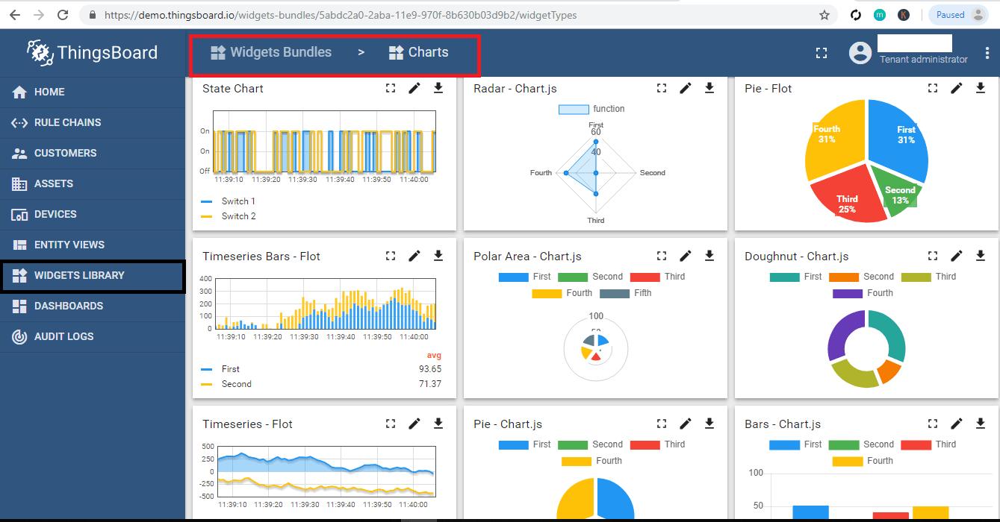 https://demo.thingsboard.io/widgets-bundles/5abdc2a0-2aba-11e9-970f-8b630b03d9b2/widgetTypes
m
K
Paused
ThingsBoard
Widgets Bundles > Charts
Tenant administrator
HOME
RULE CHAINS
CUSTOMERS
ASSETS
DEVICES
ENTITY VIEWS
WIDGETS LIBRARY
DASHBOARDS
AUDIT LOGS
State Chart
On
On
Off
11:39:10 11:39:20 11:39:30 11:39:40 11:39:50 11:40:00
Switch 1
Switch 2
Radar - Chart.js
function
First
60
40
Fourth
Second
Third
Pie - Flot
Fourth
31%
First
31%
Second
13%
Third
25%
Timeseries Bars - Flot
400
300
200
100
0
11:39:10 11:39:20 11:39:30 11:39:40 11:39:50 11:40:00
avg
First 93.65
Second 71.37
Polar Area - Chart.js
First Second Third
Fourth Fifth
100
50
Doughnut - Chart.js
First Second Third
Fourth
Timeseries - Flot
500
250
0
-250
-500
11:39:10 11:39:20 11:39:30 11:39:40 11:39:50 11:40:00
Pie - Chart.js
First Second Third
Fourth
Bars - Chart.js
First Second Third
Fourth
100
50